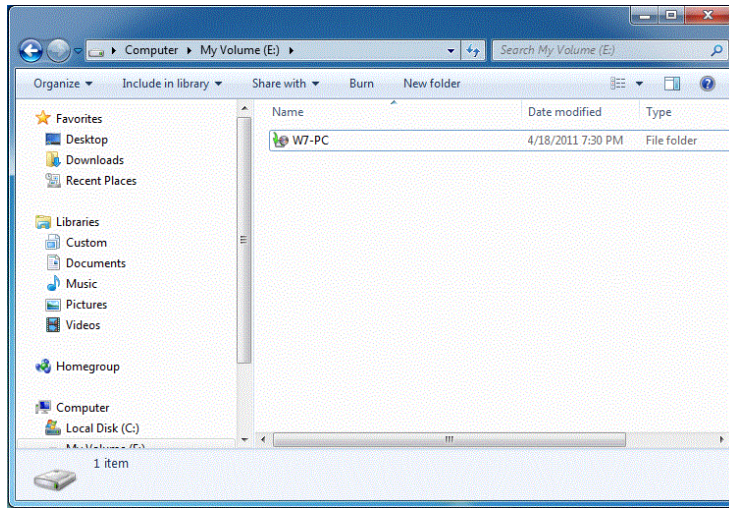 Computer
My Volume (E:)
Search My Volume (E:)
Organize
Include in library
Share with
Burn
New folder
Name
Date modified
Type
W7-PC
4/18/2011 7:30 PM
File folder
Favorites
Desktop
Downloads
Recent Places
Libraries
Custom
Documents
Music
Pictures
Videos
Homegroup
Computer
Local Disk (C:)
My Volume (E:)
1 item